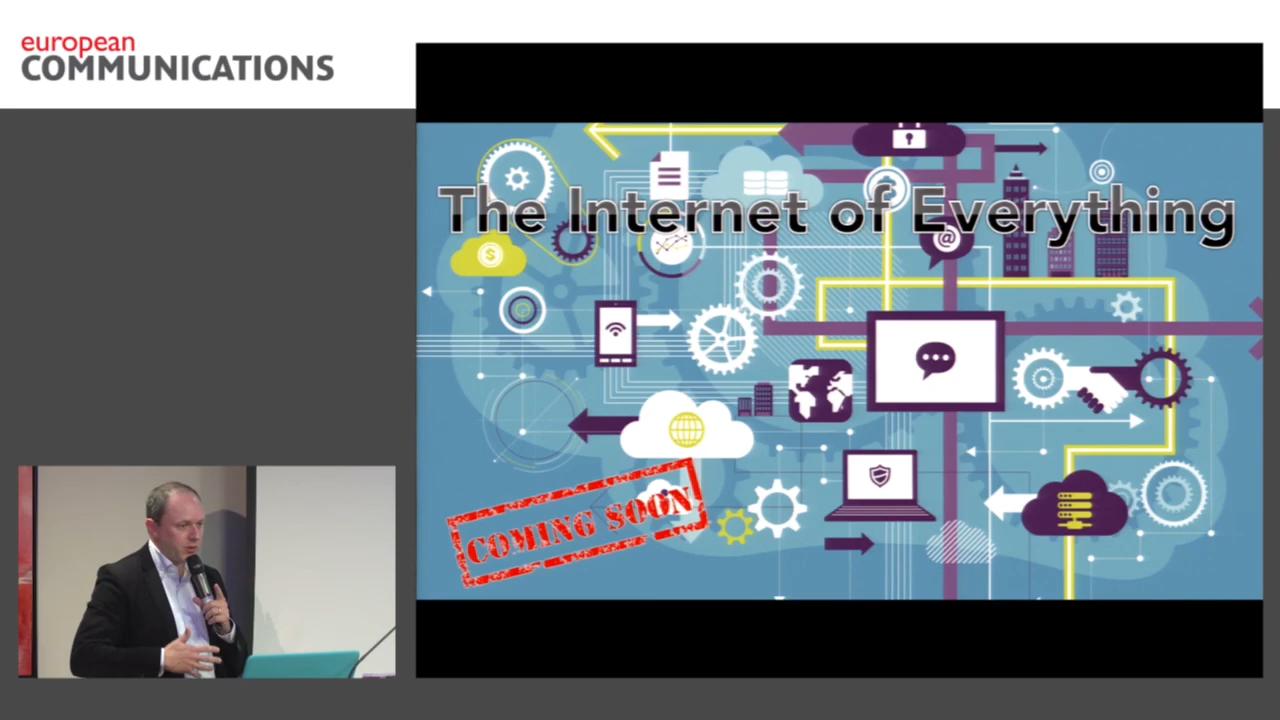 european
COMMUNICATIONS
The Internet of Everything
@
$
COMING SOON